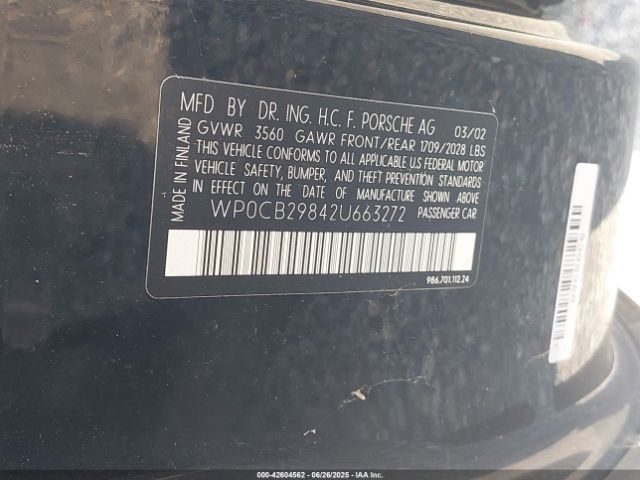 MFD BY DR. ING. H.C. F. PORSCHE AG 03/02
GVWR 3560 GAWR FRONT/REAR 1709/2028 LBS
THIS VEHICLE CONFORMS TO ALL APPLICABLE U.S FEDERAL MOTOR
VEHICLE SAFETY, BUMPER, AND THEFT PREVENTION STANDARDS
IN EFFECT ON THE DATE OF MANUFACTURE SHOWN ABOVE
WP0CB29842U663272 PASSENGER CAR
MADE IN FINLAND
986.701.112.24
000-42604562 - 06/26/2025 - IAAI Inc.